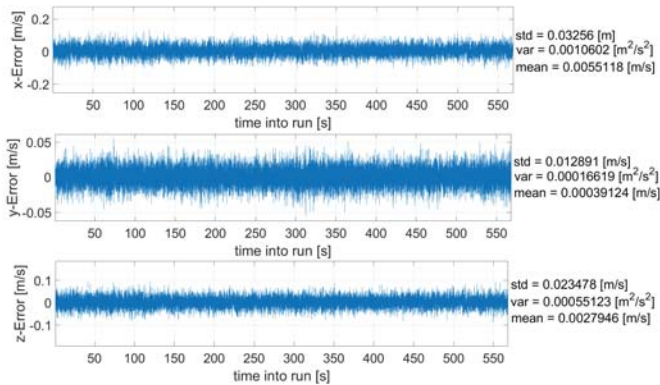 x-Error [m/s]
0.2
0
-0.2
50 100 150 200 250 300 350 400 450 500 550
time into run [s]
std = 0.03256 [m]
var = 0.0010602 [m²/s²]
mean = 0.0055118 [m/s]
y-Error [m/s]
0.05
0
-0.05
50 100 150 200 250 300 350 400 450 500 550
time into run [s]
std = 0.012891 [m/s]
var = 0.00016619 [m²/s²]
mean = 0.00039124 [m/s]
z-Error [m/s]
0.1
0
-0.1
50 100 150 200 250 300 350 400 450 500 550
time into run [s]
std = 0.023478 [m/s]
var = 0.00055123 [m²/s²]
mean = 0.0027946 [m/s]